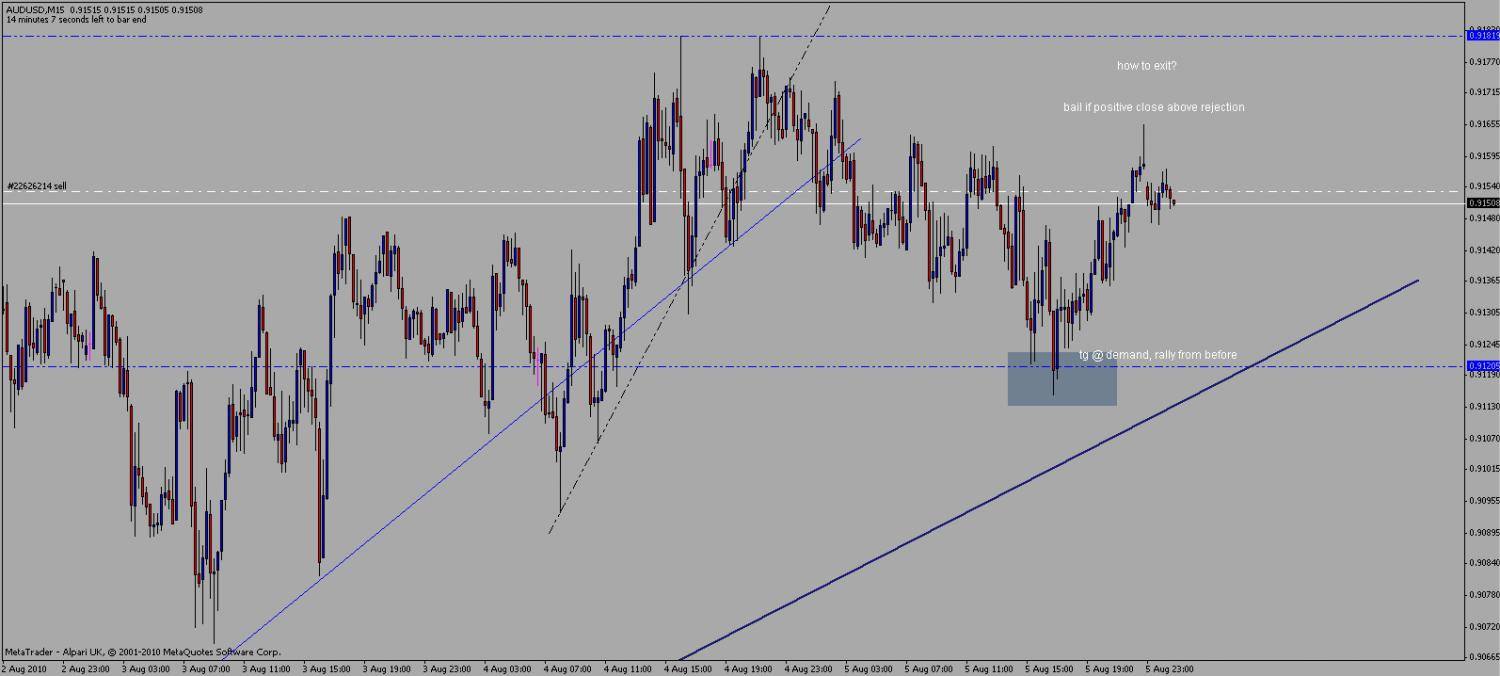 AUDUSD,M15 0.91515 0.91515 0.91505 0.91508
14 minutes 7 seconds left to bar end
0.91819
0.91770
how to exit?
0.91715
bail if positive close above rejection
0.91655
0.91595
#22626214 sell
0.91540
0.91508
0.91480
0.91420
0.91365
0.91305
0.91245
tg @ demand, rally from before
0.91205
0.91190
0.91130
0.91070
0.91015
0.90955
0.90895
0.90840
0.90780
0.90720
MetaTrader - Alpari UK, © 2001-2010 MetaQuotes Software Corp.
0.90665
2 Aug 2010 2 Aug 23:00 3 Aug 03:00 3 Aug 07:00 3 Aug 11:00 3 Aug 15:00 3 Aug 19:00 3 Aug 23:00 4 Aug 03:00 4 Aug 07:00 4 Aug 11:00 4 Aug 15:00 4 Aug 19:00 4 Aug 23:00 5 Aug 03:00 5 Aug 07:00 5 Aug 11:00 5 Aug 15:00 5 Aug 19:00 5 Aug 23:00